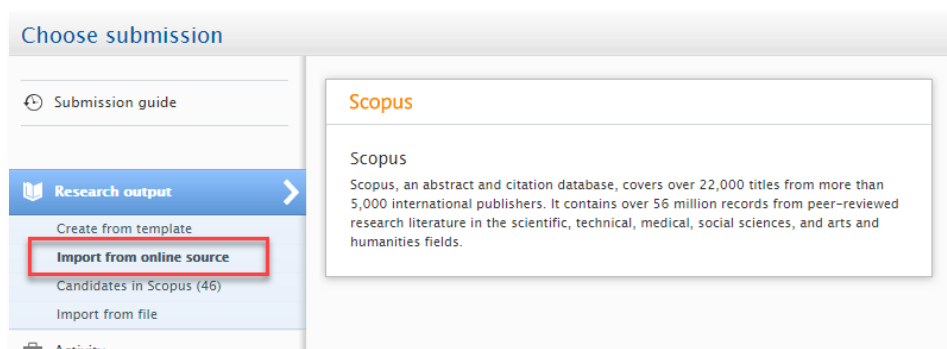 Choose submission
Submission guide
Research output
Create from template
Import from online source
Candidates in Scopus (46)
Import from file
Activity
Scopus
Scopus
Scopus, an abstract and citation database, covers over 22,000 titles from more than
5,000 international publishers. It contains over 56 million records from peer-reviewed
research literature in the scientific, technical, medical, social sciences, and arts and
humanities fields.